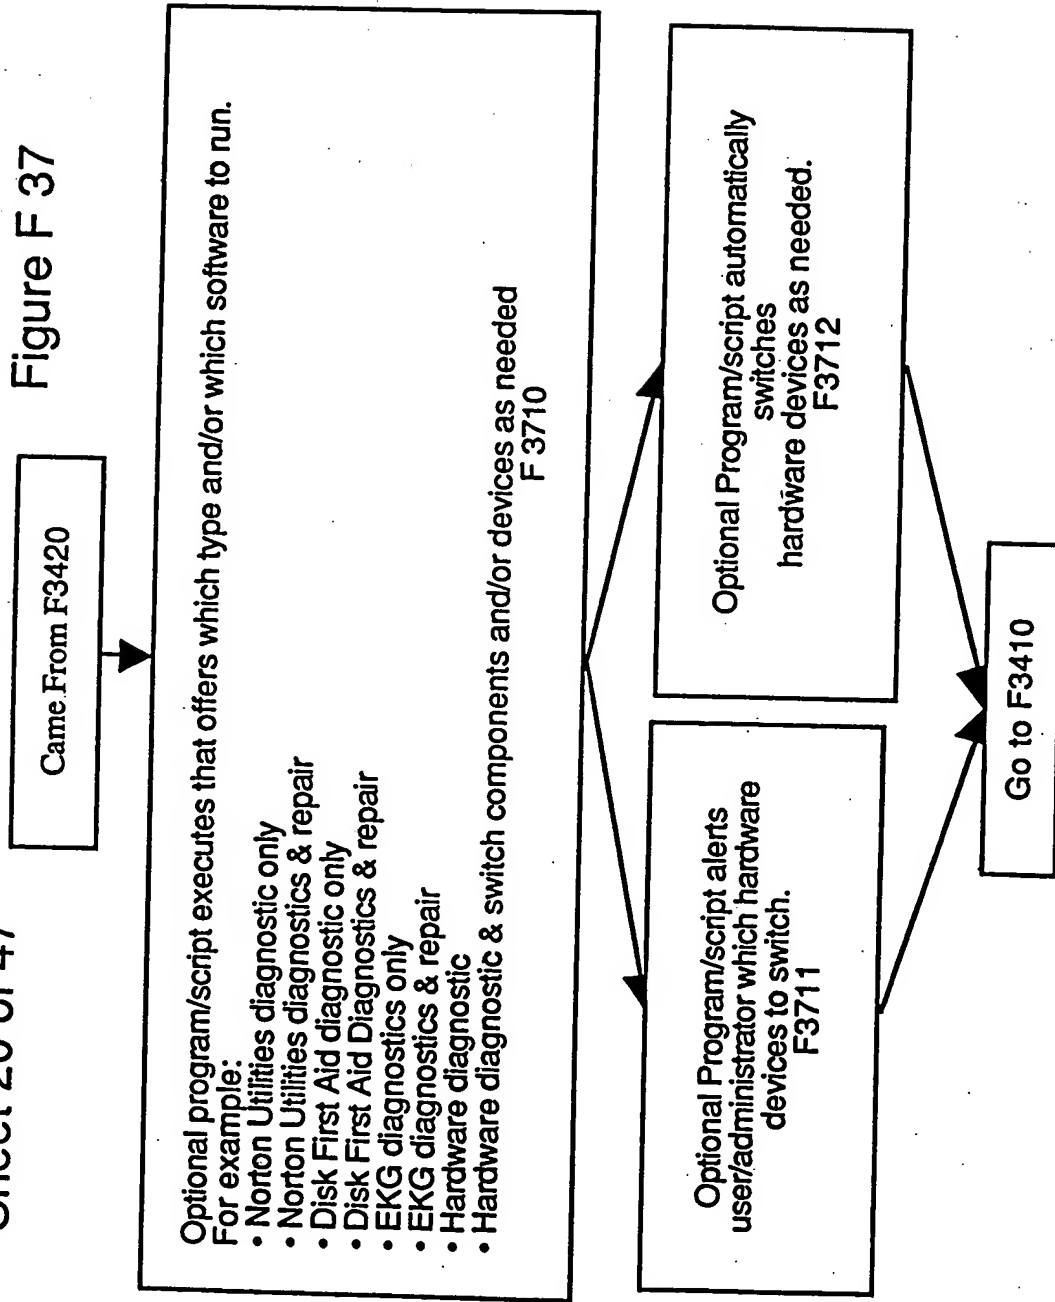 Figure F 37
Came From F3420
Optional program/script executes that offers which type and/or which software to run.
For example:
• Norton Utilities diagnostic only
• Norton Utilities diagnostics & repair
• Disk First Aid diagnostic only
• Disk First Aid Diagnostics & repair
• EKG diagnostics only
• EKG diagnostics & repair
• Hardware diagnostic
• Hardware diagnostic & switch components and/or devices as needed
F 3710
Optional Program/script alerts
user/administrator which hardware
devices to switch.
F3711
Optional Program/script automatically
switches
hardware devices as needed.
F3712
Go to F3410